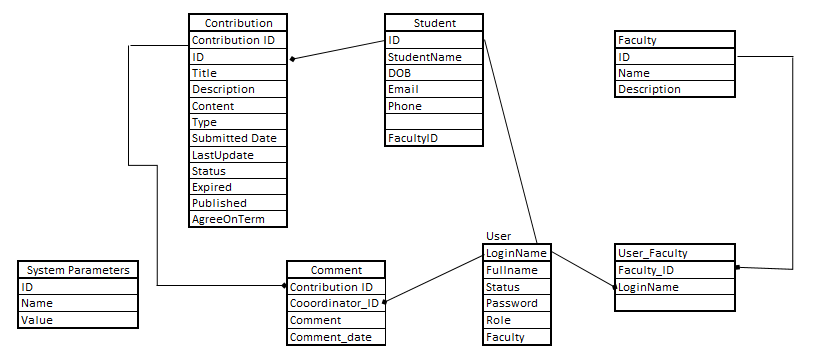 Contribution
Contribution ID
ID
Title
Description
Content
Type
Submitted Date
LastUpdate
Status
Expired
Published
AgreeOnTerm
Student
ID
StudentName
DOB
Email
Phone
FacultyID
Faculty
ID
Name
Description
System Parameters
ID
Name
Value
Comment
Contribution ID
Cooordinator_ID
Comment
Comment_date
User
LoginName
Fullname
Status
Password
Role
Faculty
User_Faculty
Faculty_ID
LoginName